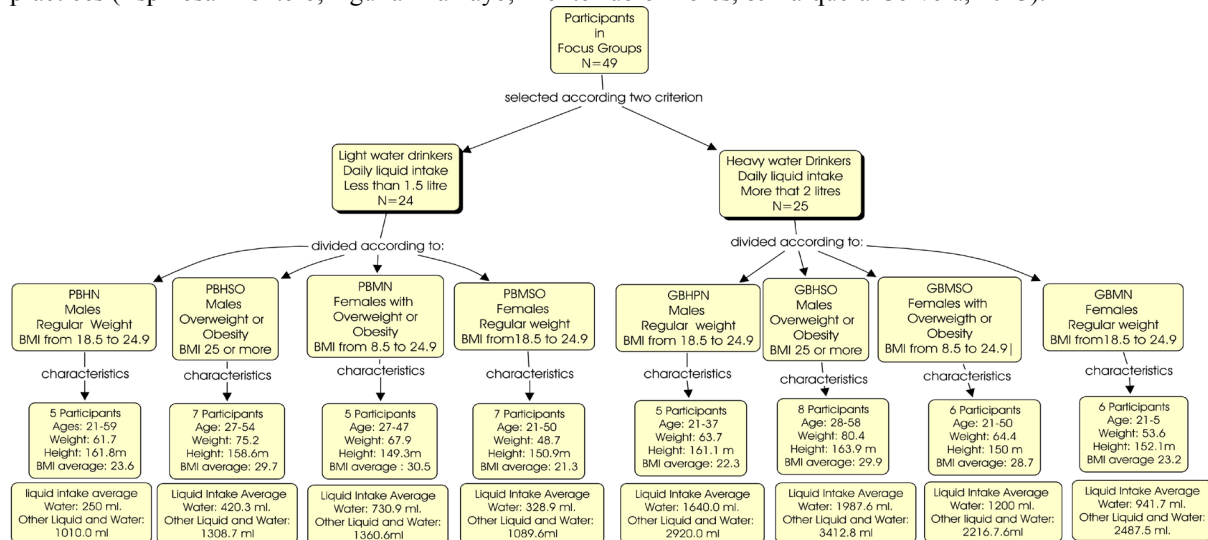 practices
Participants
in
Focus Groups
N=49
selected according two criterion
Light water drinkers
Daily liquid intake
Less than 1.5 litre
N=24
Heavy water Drinkers
Daily liquid intake
More that 2 litres
N=25
divided according to:
divided according to:
PBHN
Males
Regular Weight
BMI from 18.5 to 24.9
PBHSO
Males
Overweight or
Obesity
BMI 25 or more
PBMN
Females with
Overweight or
Obesity
BMI from 8.5 to 24.9
PBMSO
Females
Regular weight
BMI from18.5 to 24.9
GBHPN
Males
Regular weight
BMI from 18.5 to 24.9
GBHSO
Males
Overweight or
Obesity
BMI 25 or more
GBMSO
Females with
Overwegith or
Obesity
BMI from 8.5 to 24.9|
GBMN
Females
Regular weight
BMI from18.5 to 24.9
characteristics
characteristics
characteristics
characteristics
characteristics
characteristics
characteristics
characteristics
5 Participants
Ages: 21-59
Weight: 61.7
Height: 161.8m
BMI average: 23.6
7 Participants
Age: 27-54
Weight: 75.2
Height: 158.6m
BMI average: 29.7
5 Participants
Age: 27-47
Weight: 67.9
Height: 149.3m
BMI average : 30.5
7 Participants
Age: 21-50
Weight: 48.7
Height: 150.9m
BMI average: 21.3
5 Participants
Age: 21-37
Weight: 63.7
Height: 161.1 m
BMI average: 22.3
8 Participants
Age: 28-58
Weight: 80.4
Height: 163.9 m
BMI average: 29.9
6 Participants
Age: 21-50
Weight: 64.4
Height: 150 m
BMI average: 28.7
6 Participants
Age: 21-5
Weight: 53.6
Height: 152.1m
BMI average 23.2
liquid intake average
Water: 250 ml.
Other Liquid and Water:
1010.0 ml
Liquid Intake Average
Water: 420.3 ml.
Other Liquid and Water:
1308.7 ml
Liquid Intake Average
Water: 730.9 ml.
Other Liquid and Water:
1360.6ml
Liquid Intake Average
Water: 328.9 ml.
Other Liquid and Water:
1089.6ml
Liquid Intake Average
Water: 1640.0 ml.
Other Liquid and Water:
2920.0 ml
Liquid Intake Average
Water: 1987.6 ml.
Other Liquid and Water:
3412.8 ml
Liquid Intake Average
Water: 1200 ml.
Other liquid and Water:
2216.7.6ml
Liquid Intake Average
Water: 941.7 ml.
Other Liquid and Water:
2487.5 ml.